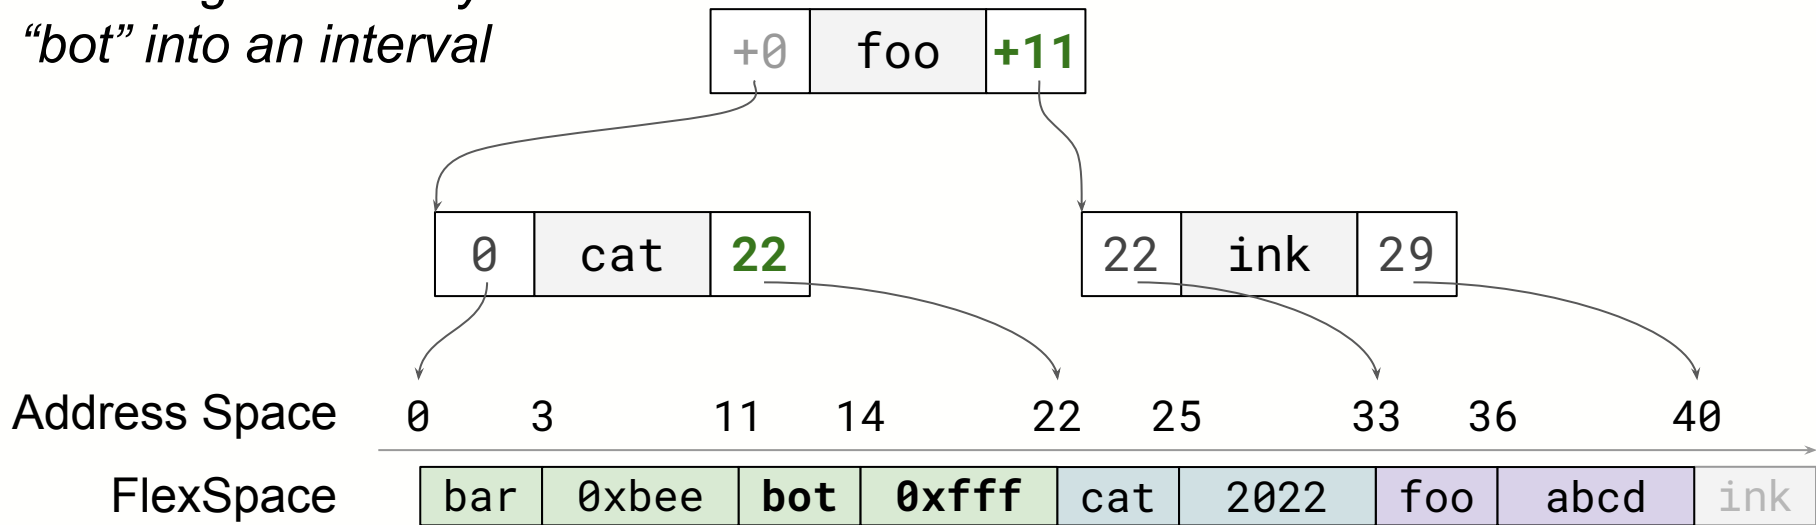 “bot” into an interval
+0 foo +11
0 cat 22
22 ink 29
Address Space 0 3 11 14 22 25 33 36 40
FlexSpace bar 0xbee bot 0xfff cat 2022 foo abcd ink